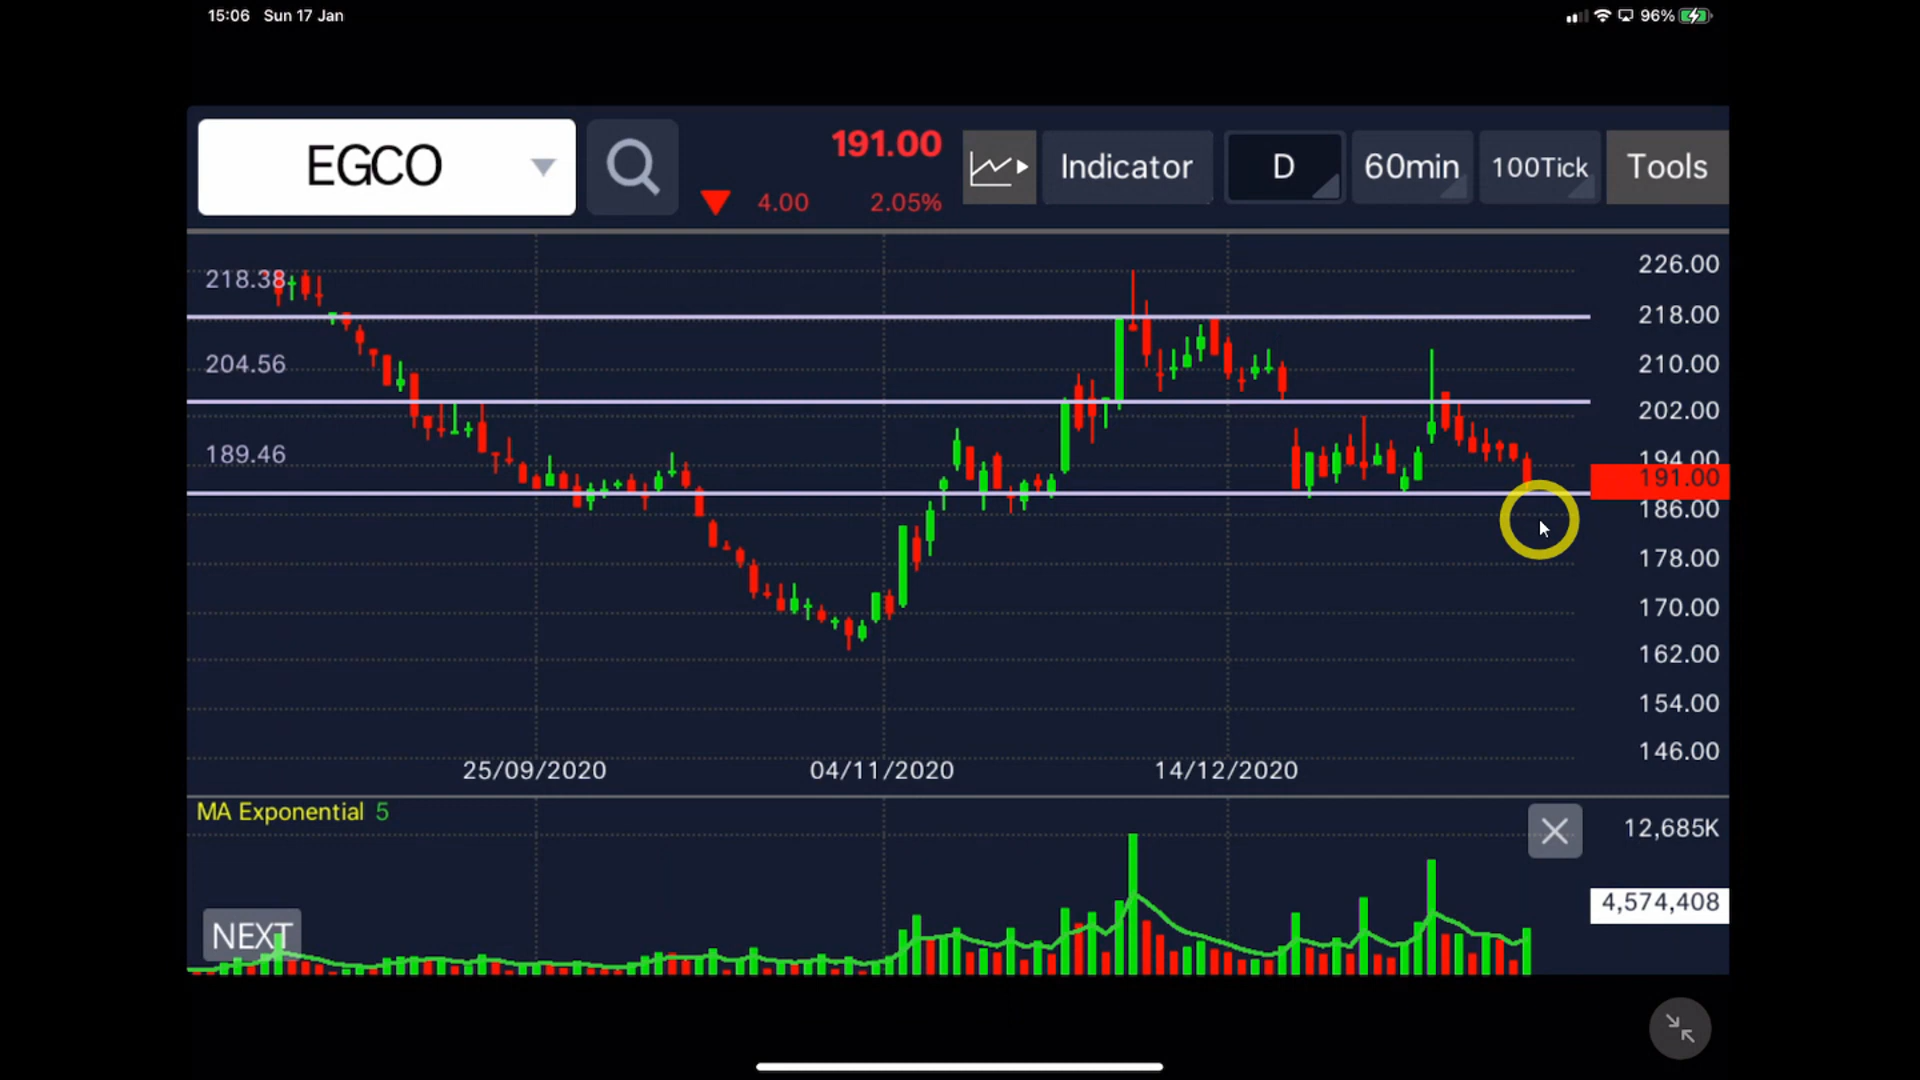 15:06 Sun 17 Jan
96%
EGCO
191.00
4.00 2.05%
Indicator
D
60min
100Tick
Tools
218.38
204.56
189.46
226.00
218.00
210.00
202.00
194.00
191.00
186.00
178.00
170.00
162.00
154.00
146.00
25/09/2020 04/11/2020 14/12/2020
MA Exponential 5
12,685K
4,574,408
NEXT